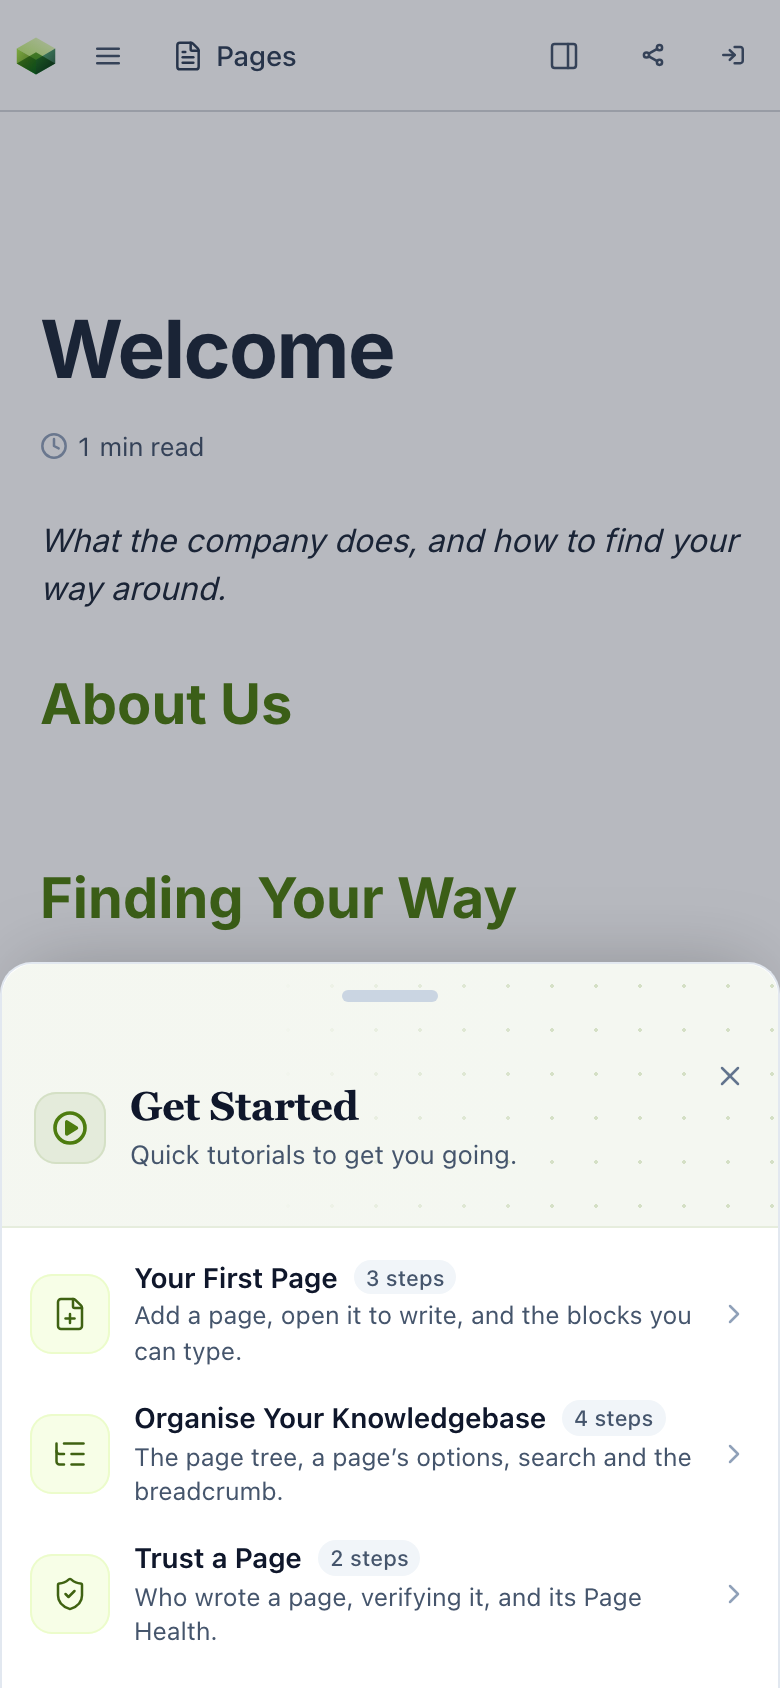 Pages
Welcome
1 min read
What the company does, and how to find your
way around.
About Us
Finding Your Way
Get Started
Quick tutorials to get you going.
Your First Page 3 steps
Add a page, open it to write, and the blocks you
can type.
Organise Your Knowledgebase 4 steps
The page tree, a page’s options, search and the
breadcrumb.
Trust a Page 2 steps
Who wrote a page, verifying it, and its Page
Health.